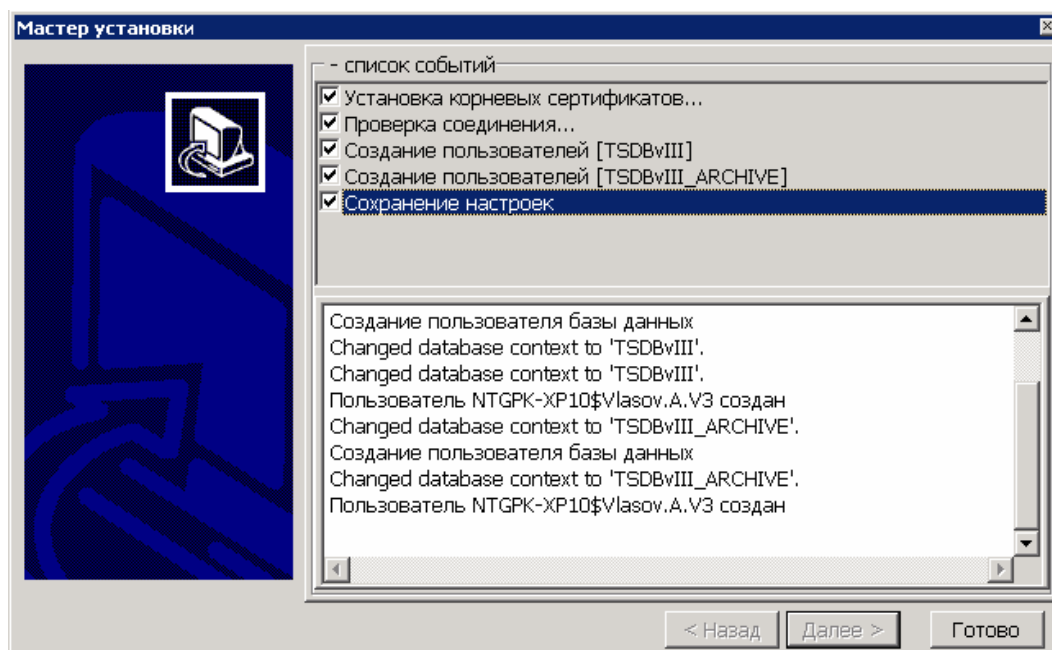 Мастер установки
- список событий
Установка корневых сертификатов...
Проверка соединения...
Создание пользователей [TSDBvIII]
Создание пользователей [TSDBvIII_ARCHIVE]
Сохранение настроек
Создание пользователя базы данных
Changed database context to 'TSDBvIII'.
Changed database context to 'TSDBvIII'.
Пользователь NTGPK-XP10$Vlasov.A.V3 создан
Changed database context to 'TSDBvIII_ARCHIVE'.
Создание пользователя базы данных
Changed database context to 'TSDBvIII_ARCHIVE'.
Пользователь NTGPK-XP10$Vlasov.A.V3 создан
< Назад Далее > Готово